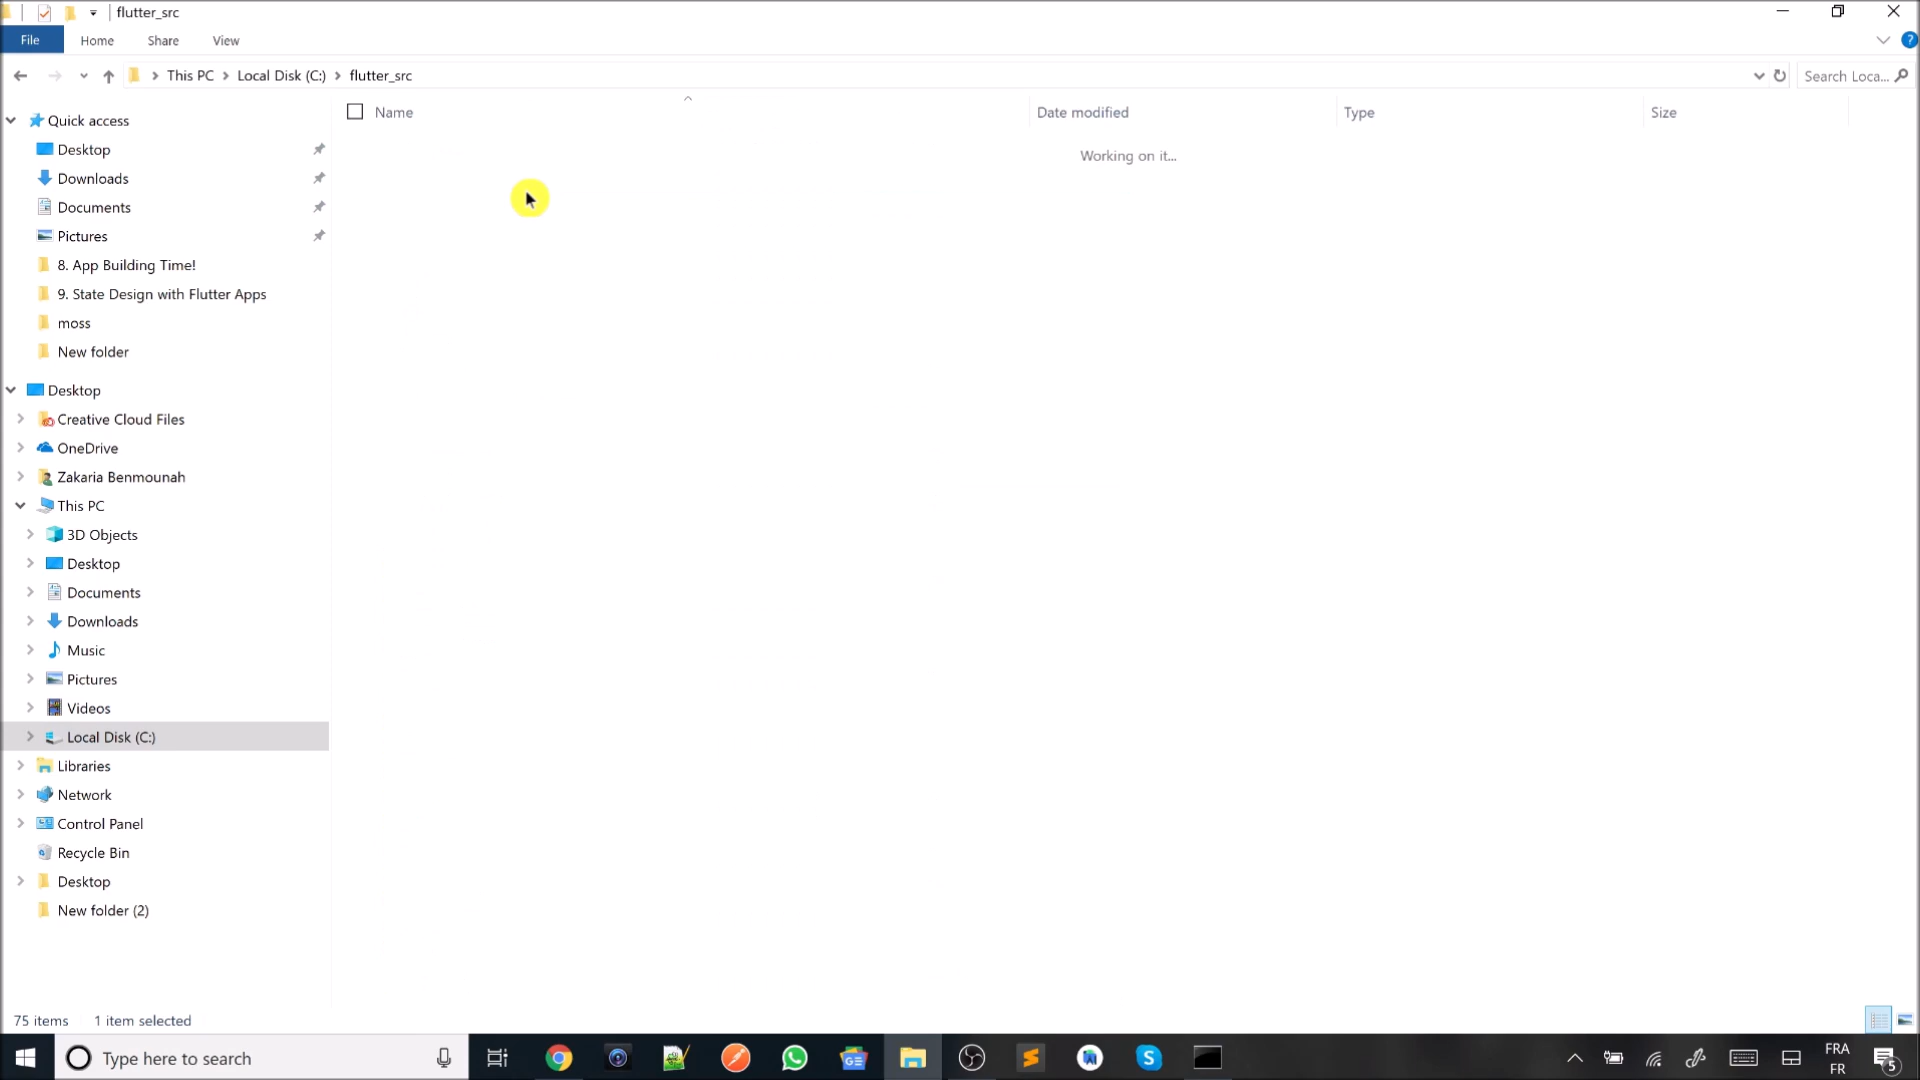 flutter_src
File Home Share View
This PC Local Disk (C:) flutter_src
Search Loca...
Name Date modified Type Size
Working on it...
Quick access
Desktop
Downloads
Documents
Pictures
8. App Building Time!
9. State Design with Flutter Apps
moss
New folder
Desktop
Creative Cloud Files
OneDrive
Zakaria Benmounah
This PC
3D Objects
Desktop
Documents
Downloads
Music
Pictures
Videos
Local Disk (C:)
Libraries
Network
Control Panel
Recycle Bin
Desktop
New folder (2)
75 items 1 item selected
Type here to search
FRA
FR
5